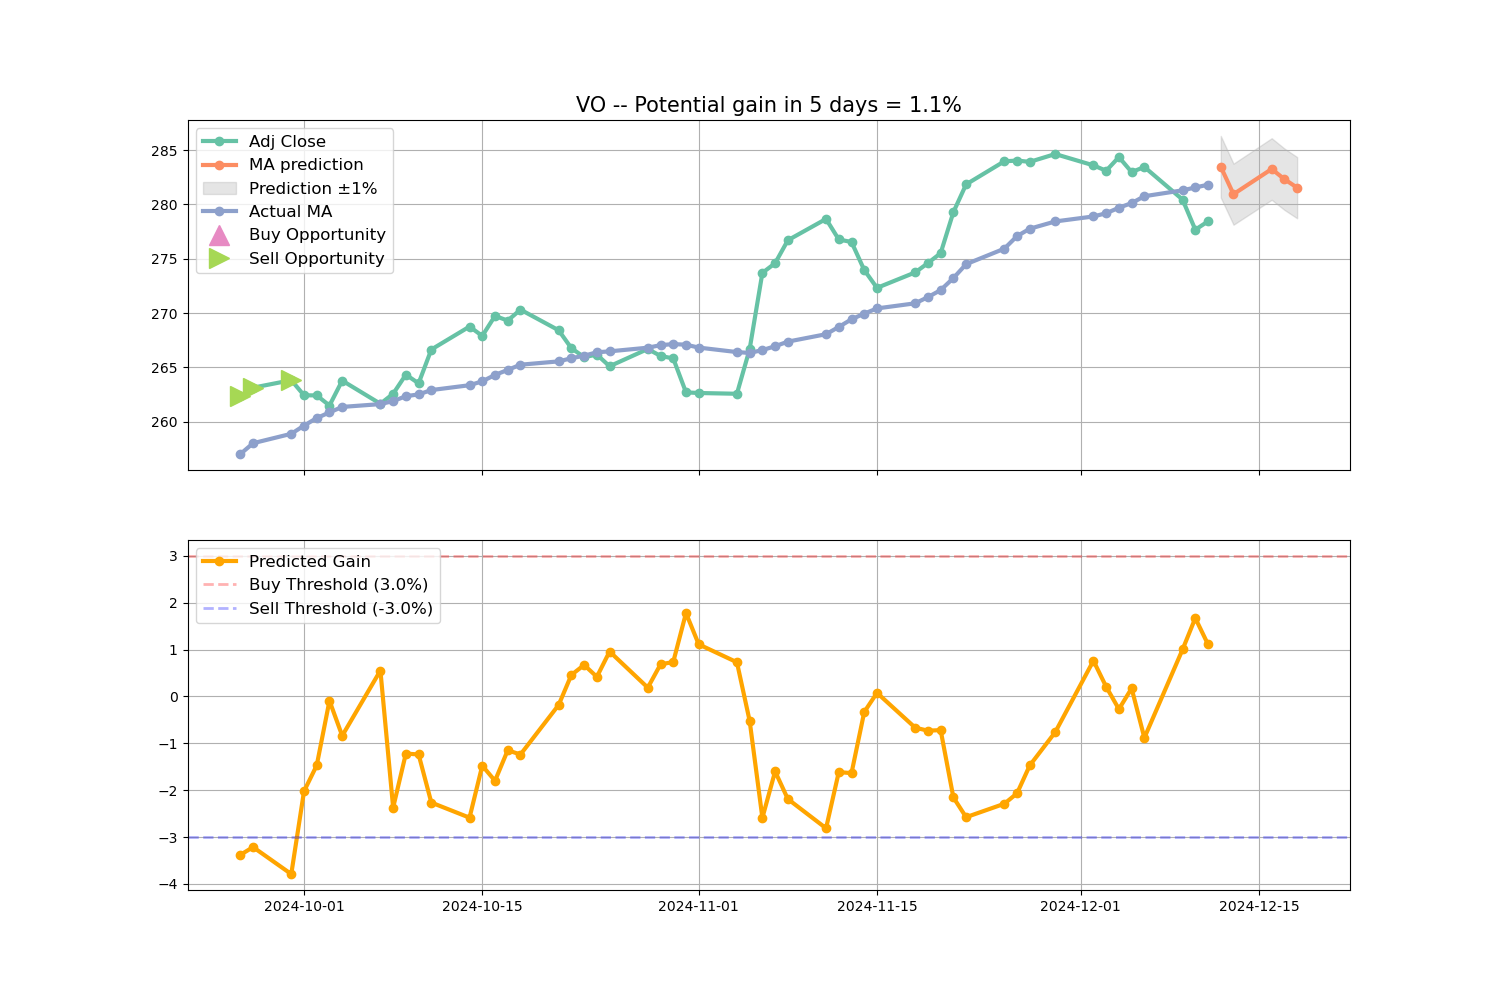 VO -- Potential gain in 5 days = 1.1%
Adj Close
MA prediction
Prediction ±1%
Actual MA
Buy Opportunity
Sell Opportunity
285
280
275
270
265
260
Predicted Gain
Buy Threshold (3.0%)
Sell Threshold (-3.0%)
3
2
1
0
−1
−2
−3
−4
2024-10-01 2024-10-15 2024-11-01 2024-11-15 2024-12-01 2024-12-15